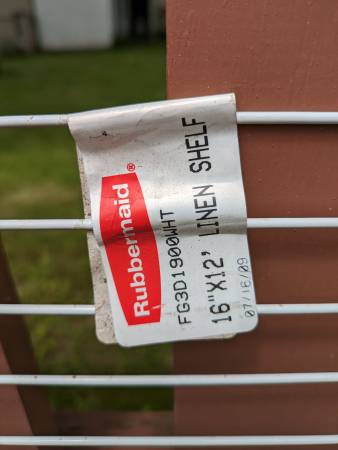 Rubbermaid®
FG3D1900WHT
16"X12' LINEN SHELF
07/16/09